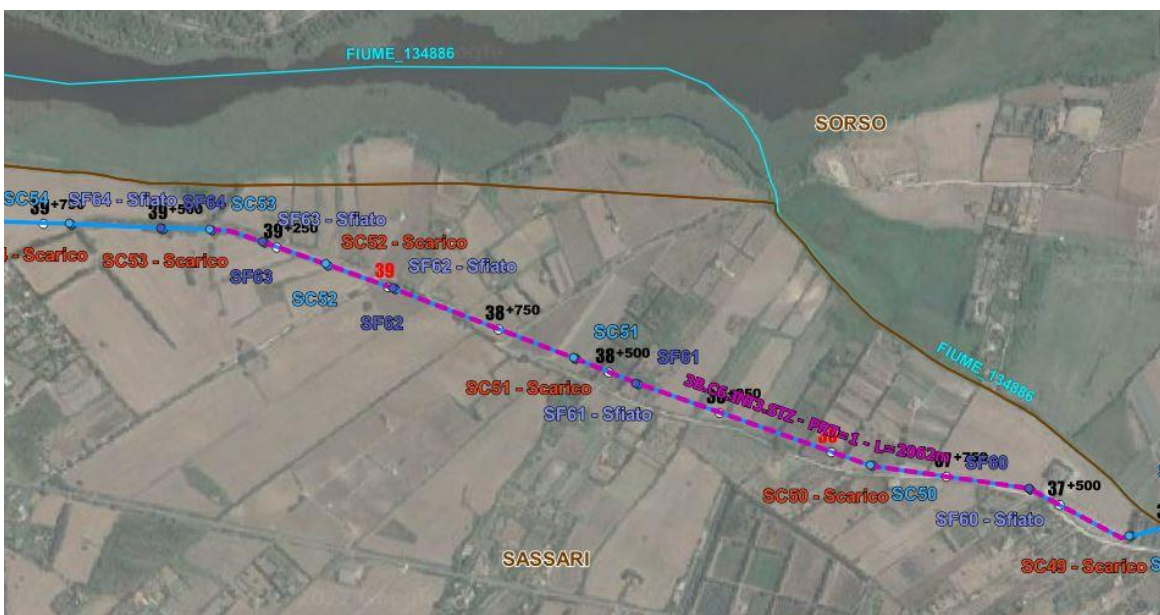 FIUME_134886
SORSO
SC54
39+750
SF64 - Sfiato
39+500
SF64
SC53
SF63 - Sfiato
39+250
SC52 - Scarico
- Scarico
SC53 - Scarico
SF63
39
SF62 - Sfiato
SC52
SF62
38+750
SC51
38+500
SF61
SC51 - Scarico
SF61 - Sfiato
FIUME_134886
38
SF60
37+500
SC50 - Scarico
SC50
SF60 - Sfiato
SASSARI
SC49 - Scarico